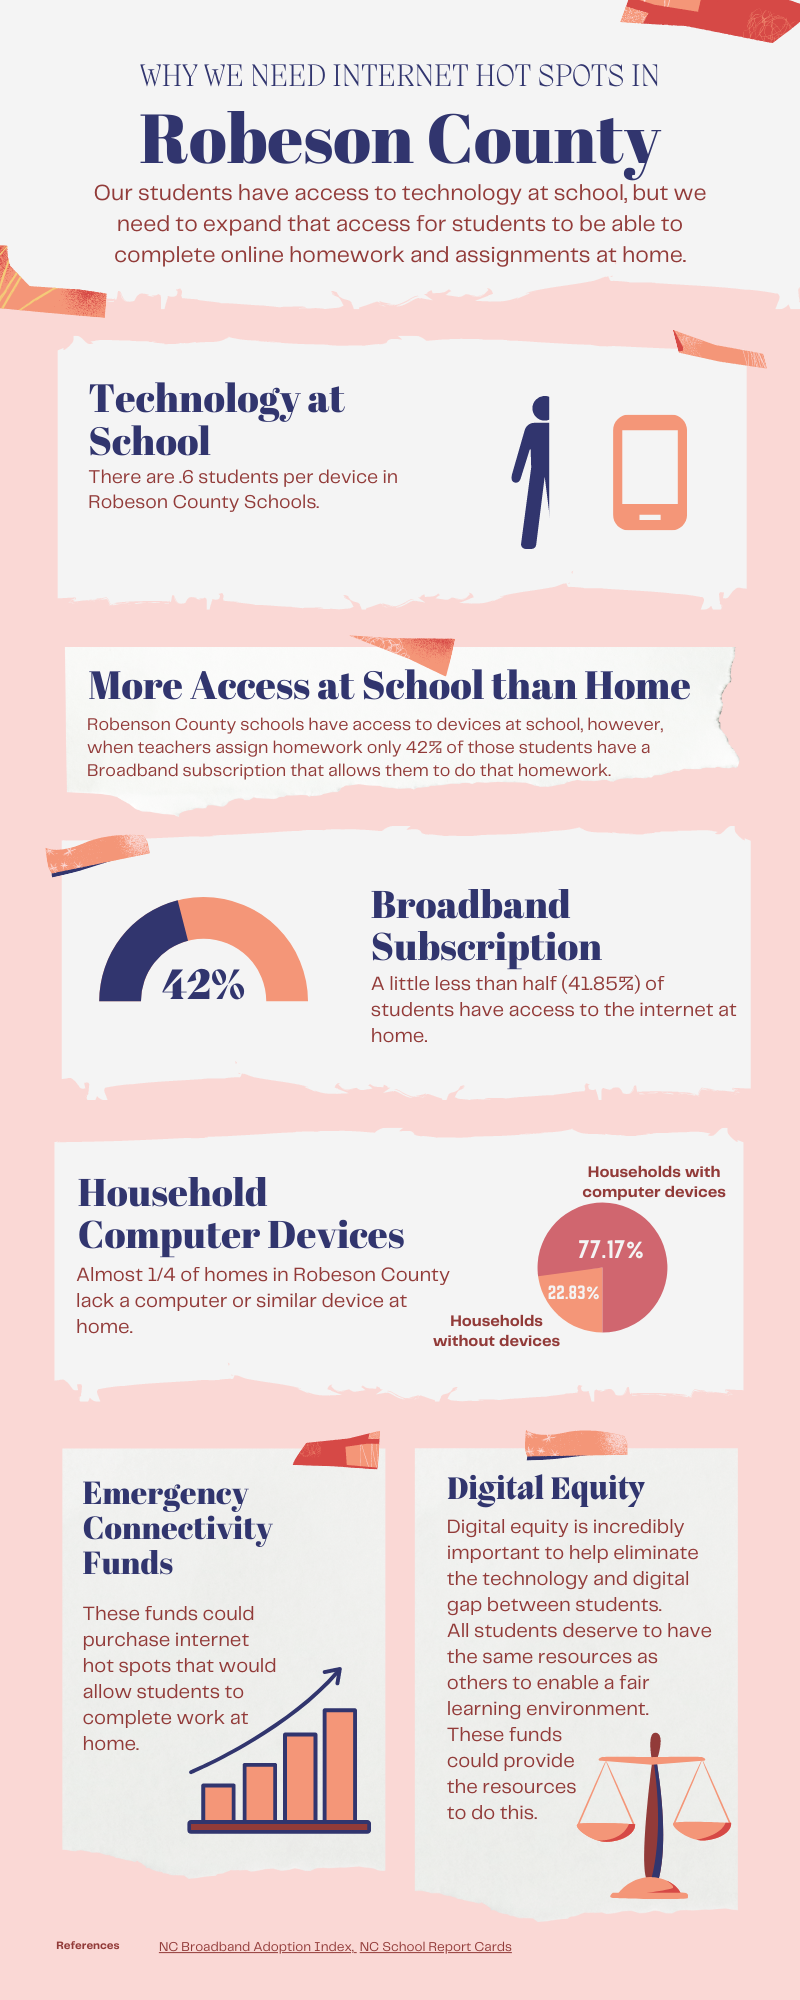 WHY WE NEED INTERNET HOT SPOTS IN
Robeson County
Our students have access to technology at school, but we
need to expand that access for students to be able to
complete online homework and assignments at home.
Technology at
School
There are .6 students per device in
Robeson County Schools.
More Access at School than Home
Robenson County schools have access to devices at school, however,
when teachers assign homework only 42% of those students have a
Broadband subscription that allows them to do that homework.
42%
Broadband
Subscription
A little less than half (41.85%) of
students have access to the internet at
home.
Household
Computer Devices
Almost 1/4 of homes in Robeson County
lack a computer or similar device at
home.
Households with
computer devices
77.17%
22.83%
Households
without devices
Emergency
Connectivity
Funds
These funds could
purchase internet
hot spots that would
allow students to
complete work at
home.
Digital Equity
Digital equity is incredibly
important to help eliminate
the technology and digital
gap between students.
All students deserve to have
the same resources as
others to enable a fair
learning environment.
These funds
could provide
the resources
to do this.
References NC Broadband Adoption Index, NC School Report Cards